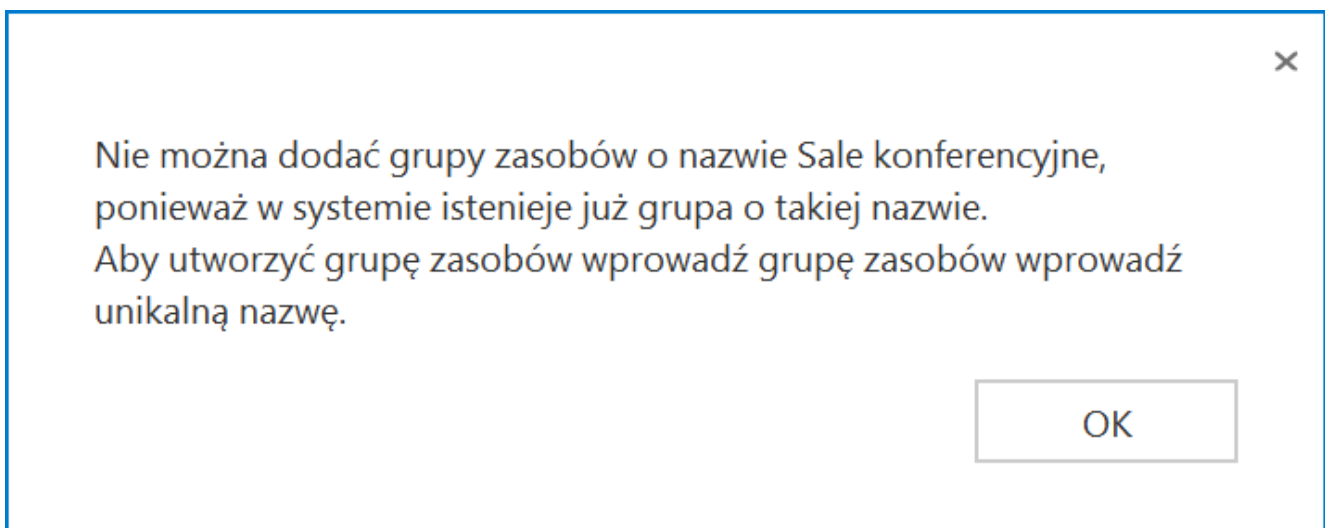 Nie można dodać grupy zasobów o nazwie Sale konferencyjne,
ponieważ w systemie istenieje już grupa o takiej nazwie.
Aby utworzyć grupę zasobów wprowadź grupę zasobów wprowadź
unikalną nazwę.
OK